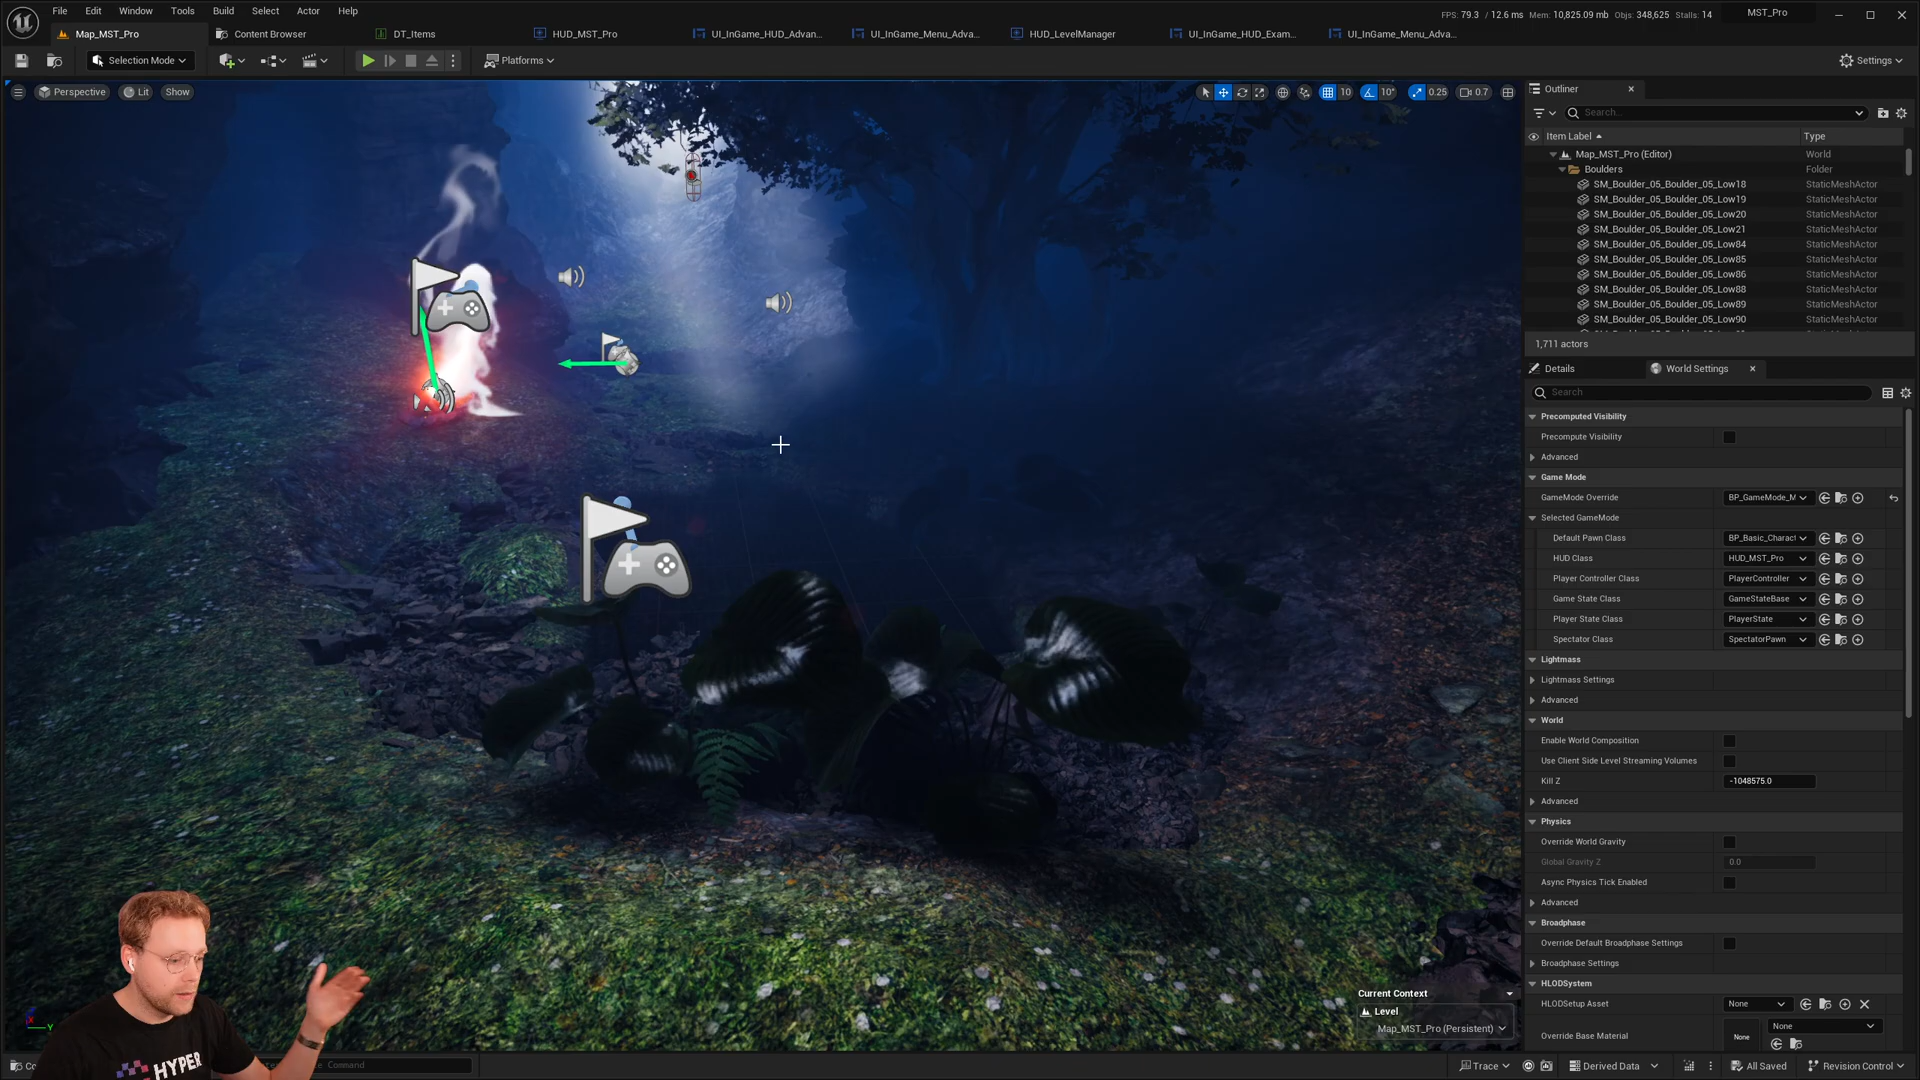 File Edit Window Tools Build Select Actor Help
FPS: 79.3 / 12.6 ms Mem: 10,825.09 mb Objs: 348,625 Stalls: 14
MST_Pro
Map_MST_Pro
Content Browser
DT_Items
HUD_MST_Pro
UI_InGame_HUD_Advan...
UI_InGame_Menu_Adva...
HUD_LevelManager
UI_InGame_HUD_Exam...
UI_InGame_Menu_Adva...
Selection Mode
Platforms
Settings
Perspective Lit Show
10 10° 0.25 0.7
Outliner
Search...
Item Label Type
Map_MST_Pro (Editor) World
Boulders Folder
SM_Boulder_05_Boulder_05_Low18 StaticMeshActor
SM_Boulder_05_Boulder_05_Low19 StaticMeshActor
SM_Boulder_05_Boulder_05_Low20 StaticMeshActor
SM_Boulder_05_Boulder_05_Low21 StaticMeshActor
SM_Boulder_05_Boulder_05_Low84 StaticMeshActor
SM_Boulder_05_Boulder_05_Low85 StaticMeshActor
SM_Boulder_05_Boulder_05_Low86 StaticMeshActor
SM_Boulder_05_Boulder_05_Low88 StaticMeshActor
SM_Boulder_05_Boulder_05_Low89 StaticMeshActor
SM_Boulder_05_Boulder_05_Low90 StaticMeshActor
1,711 actors
Details World Settings
Search
Precomputed Visibility
Precompute Visibility
Advanced
Game Mode
GameMode Override BP_GameMode_M
Selected GameMode
Default Pawn Class BP_Basic_Charact
HUD Class HUD_MST_Pro
Player Controller Class PlayerController
Game State Class GameStateBase
Player State Class PlayerState
Spectator Class SpectatorPawn
Lightmass
Lightmass Settings
Advanced
World
Enable World Composition
Use Client Side Level Streaming Volumes
Kill Z -1048575.0
Advanced
Physics
Override World Gravity
Global Gravity Z 0.0
Async Physics Tick Enabled
Advanced
Broadphase
Override Default Broadphase Settings
Broadphase Settings
HLODSystem
HLODSetup Asset None
Override Base Material None None
Current Context
Level
Map_MST_Pro (Persistent)
Y
HYPER
Command
Trace
Derived Data
All Saved
Revision Control